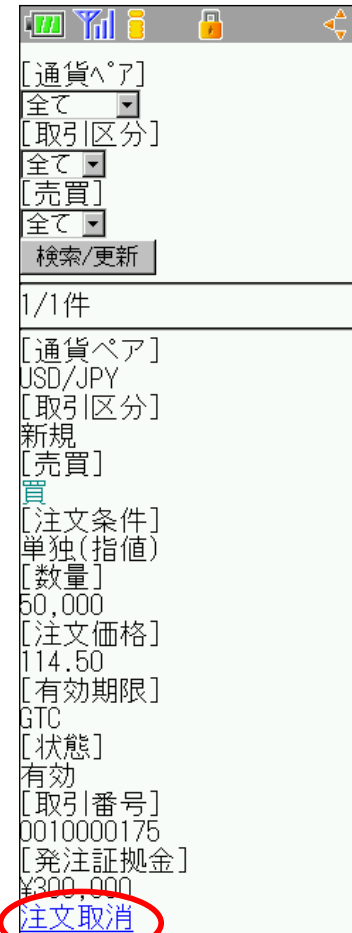 [通貨ﾍﾟｱ]
全て
[取引区分]
全て
[売買]
全て
検索/更新
1/1件
[通貨ペア]
USD/JPY
[取引区分]
新規
[売買]
買
[注文条件]
単独(指値)
[数量]
50,000
[注文価格]
114.50
[有効期限]
GTC
[状態]
有効
[取引番号]
0010000175
[発注証拠金]
¥300,000
注文取消